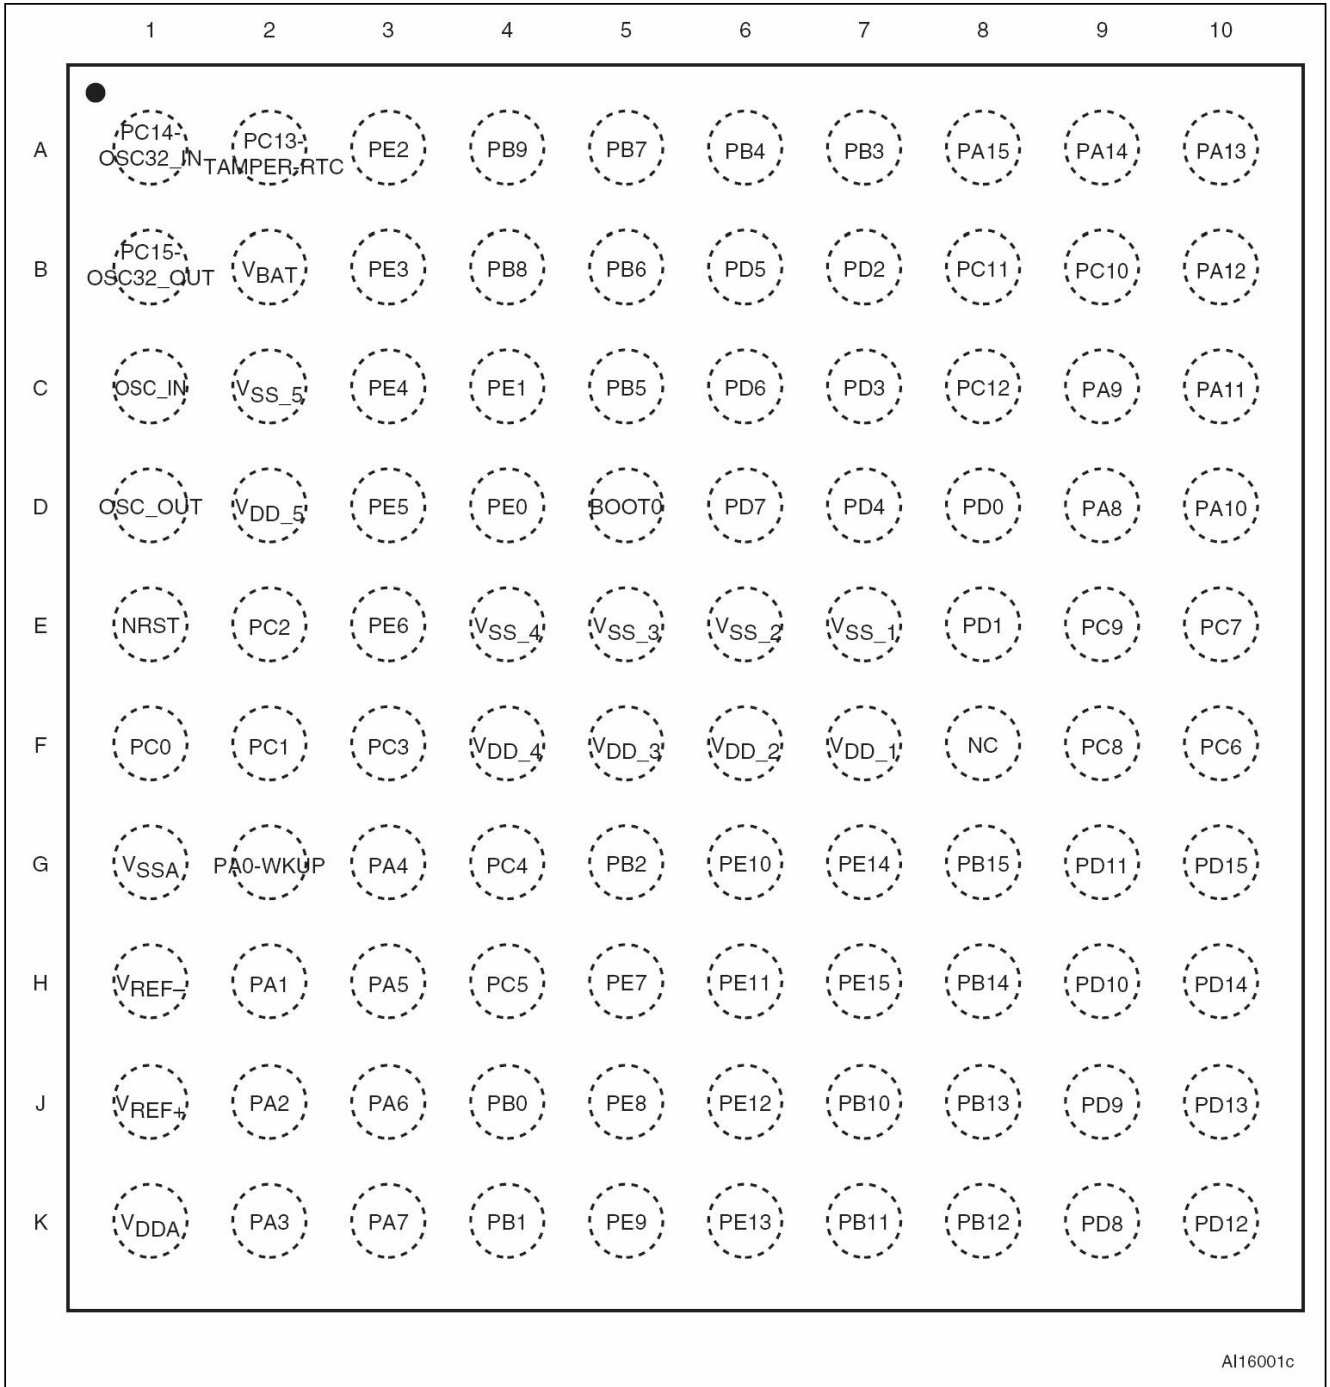 1 2 3 4 5 6 7 8 9 10
A PC14-OSC32_IN PC13-TAMPER-RTC PE2 PB9 PB7 PB4 PB3 PA15 PA14 PA13
B PC15-OSC32_OUT VBAT PE3 PB8 PB6 PD5 PD2 PC11 PC10 PA12
C OSC_IN VSS_5 PE4 PE1 PB5 PD6 PD3 PC12 PA9 PA11
D OSC_OUT VDD_5 PE5 PE0 BOOT0 PD7 PD4 PD0 PA8 PA10
E NRST PC2 PE6 VSS_4 VSS_3 VSS_2 VSS_1 PD1 PC9 PC7
F PC0 PC1 PC3 VDD_4 VDD_3 VDD_2 VDD_1 NC PC8 PC6
G VSSA PA0-WKUP PA4 PC4 PB2 PE10 PE14 PB15 PD11 PD15
H VREF– PA1 PA5 PC5 PE7 PE11 PE15 PB14 PD10 PD14
J VREF+ PA2 PA6 PB0 PE8 PE12 PB10 PB13 PD9 PD13
K VDDA PA3 PA7 PB1 PE9 PE13 PB11 PB12 PD8 PD12
AI16001c